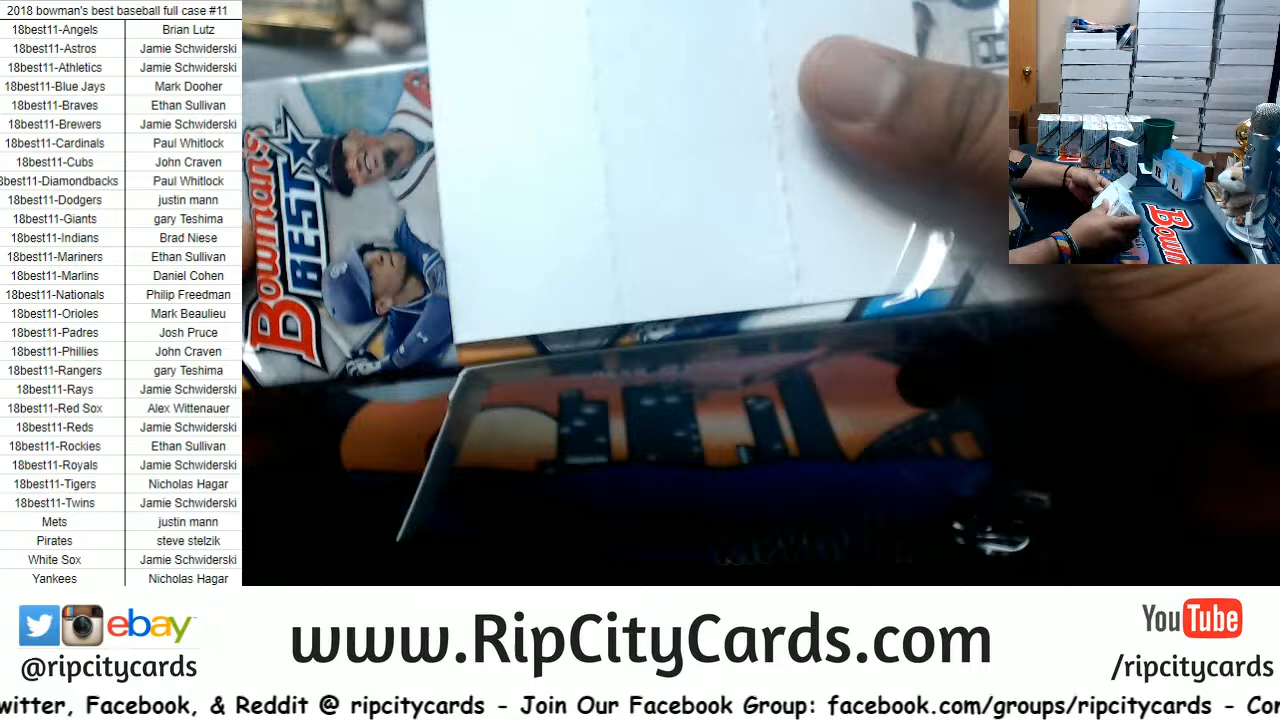 2018 bowman's best baseball full case #11
18best11-Angels Brian Lutz
18best11-Astros Jamie Schwiderski
18best11-Athletics Jamie Schwiderski
18best11-Blue Jays Mark Dooher
18best11-Braves Ethan Sullivan
18best11-Brewers Jamie Schwiderski
18best11-Cardinals Paul Whitlock
18best11-Cubs John Craven
8best11-Diamondbacks Paul Whitlock
18best11-Dodgers justin mann
18best11-Giants gary Teshima
18best11-Indians Brad Niese
18best11-Mariners Ethan Sullivan
18best11-Marlins Daniel Cohen
18best11-Nationals Philip Freedman
18best11-Orioles Mark Beaulieu
18best11-Padres Josh Pruce
18best11-Phillies John Craven
18best11-Rangers gary Teshima
18best11-Rays Jamie Schwiderski
18best11-Red Sox Alex Wittenauer
18best11-Reds Jamie Schwiderski
18best11-Rockies Ethan Sullivan
18best11-Royals Jamie Schwiderski
18best11-Tigers Nicholas Hagar
18best11-Twins Jamie Schwiderski
Mets justin mann
Pirates steve stelzik
White Sox Jamie Schwiderski
Yankees Nicholas Hagar
BOWMAN'S
BEST
R L
Bowm
ebay
@ripcitycards
www.RipCityCards.com
YouTube
/ripcitycards
witter, Facebook, & Reddit @ ripcitycards - Join Our Facebook Group: facebook.com/groups/ripcitycards - Con